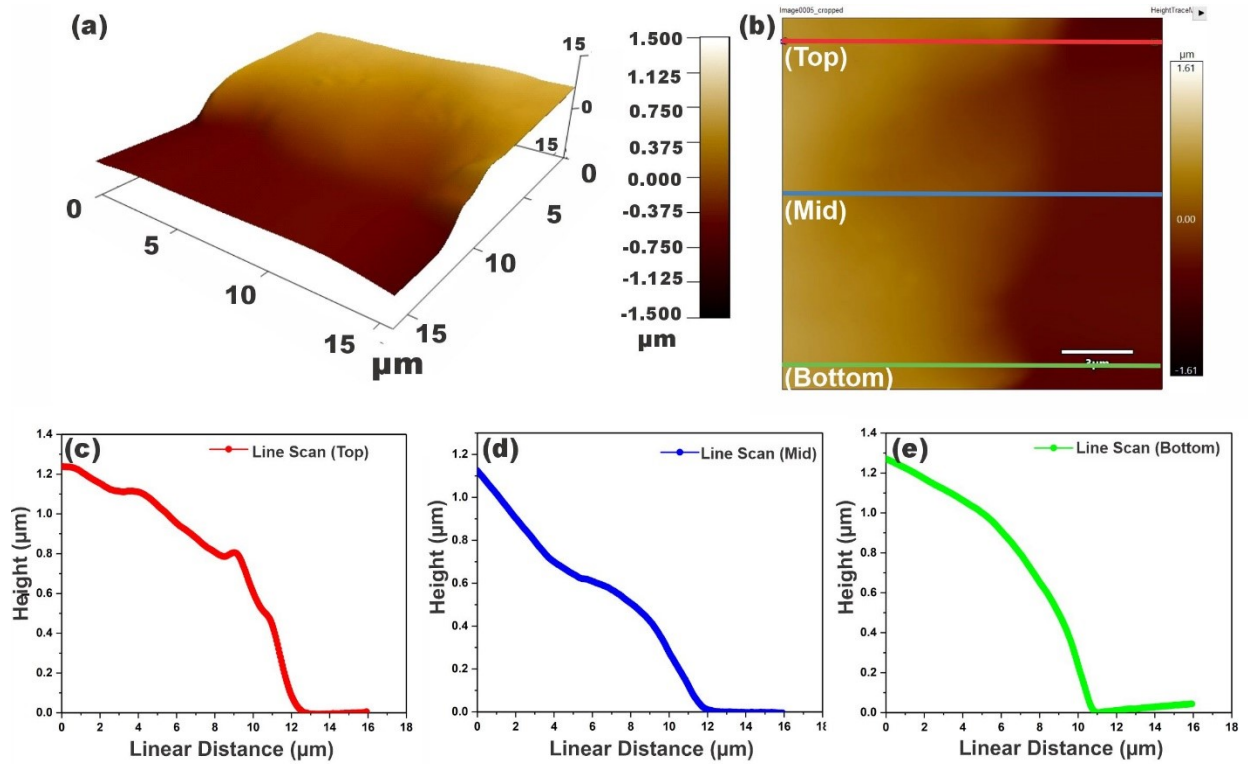 (a)
15
0
15
0
5
10
15
0
5
10
15
µm
1.500
1.125
0.750
0.375
0.000
-0.375
-0.750
-1.125
-1.500
µm
Image0005_cropped
(b)
(Top)
(Mid)
(Bottom)
3µm
µm
1.61
0.00
-1.61
(c)
Line Scan (Top)
Height (µm)
1.4
1.2
1.0
0.8
0.6
0.4
0.2
0.0
0 2 4 6 8 10 12 14 16 18
Linear Distance (µm)
(d)
Line Scan (Mid)
Height (µm)
1.2
1.0
0.8
0.6
0.4
0.2
0.0
0 2 4 6 8 10 12 14 16 18
Linear Distance (µm)
(e)
Line Scan (Bottom)
Height (µm)
1.4
1.2
1.0
0.8
0.6
0.4
0.2
0.0
0 2 4 6 8 10 12 14 16 18
Linear Distance (µm)